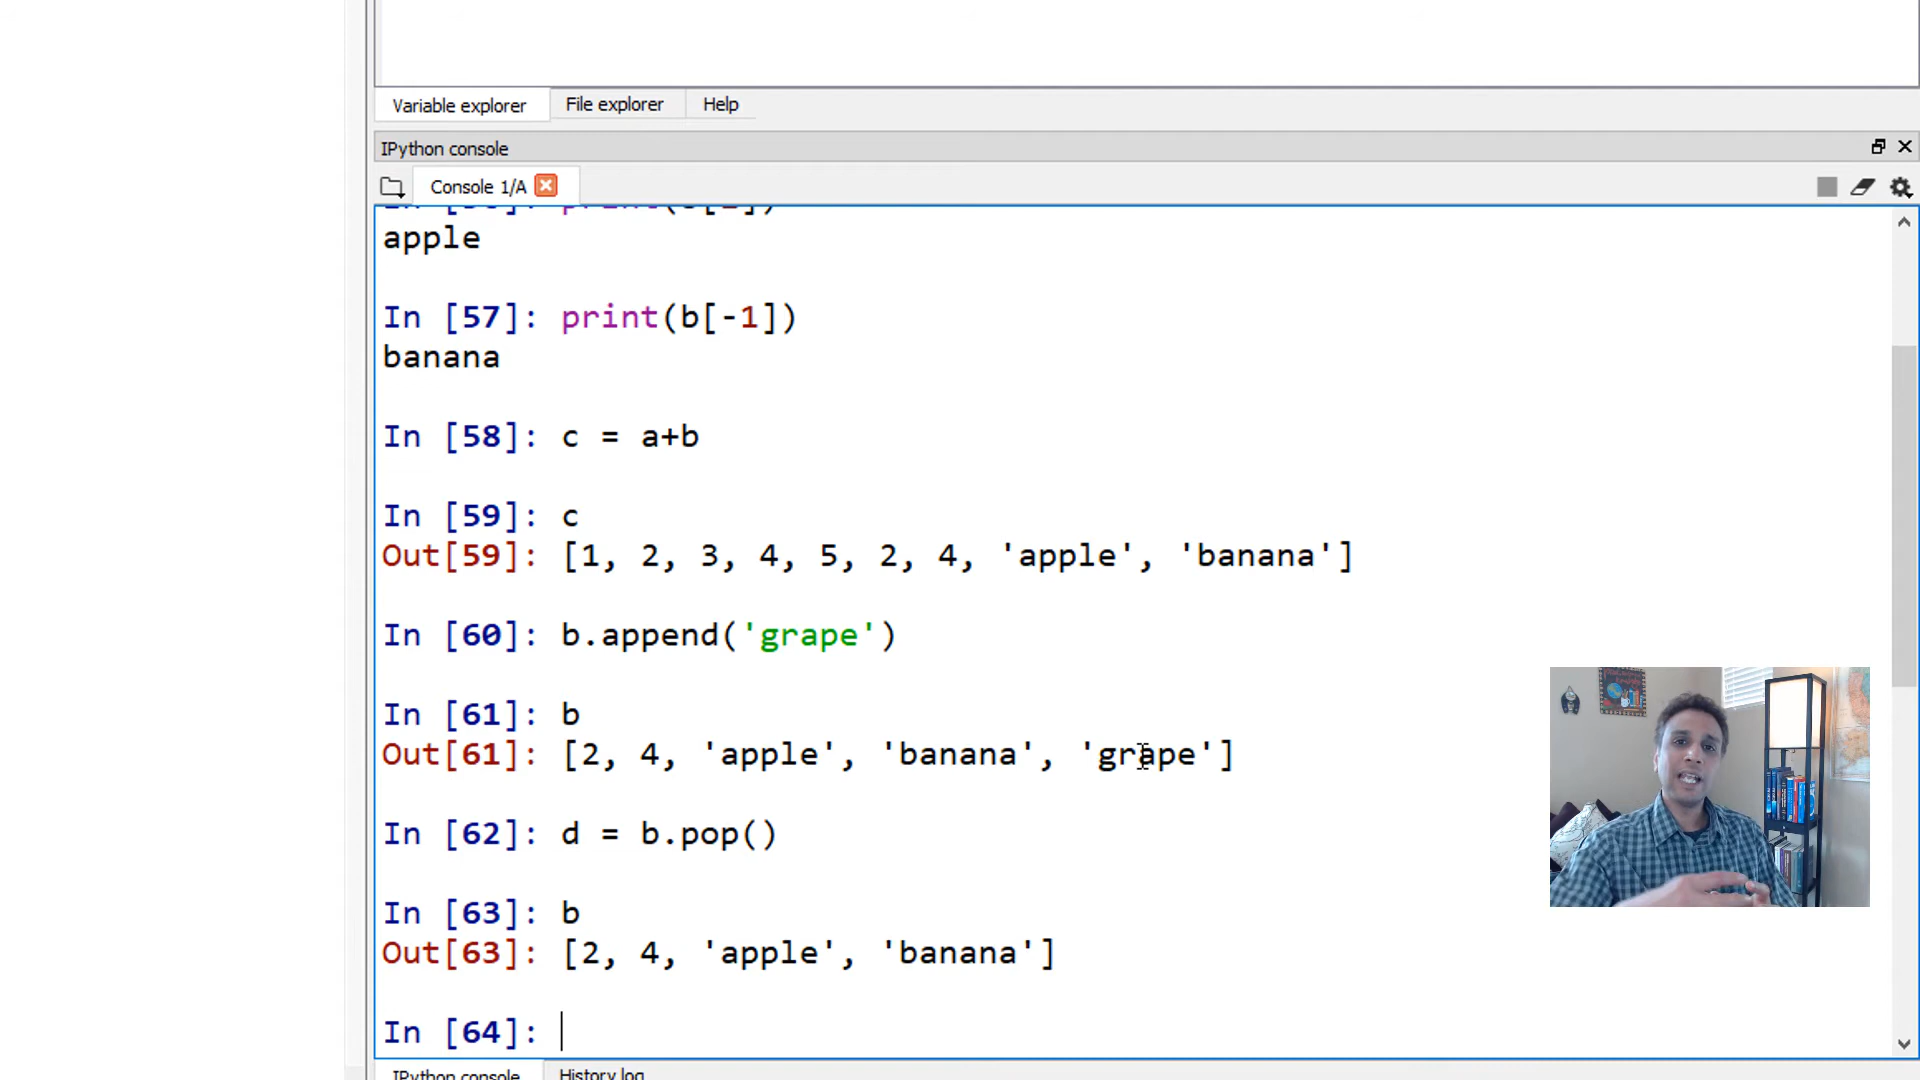 Variable explorer File explorer Help
IPython console
Console 1/A
apple
In [57]: print(b[-1])
banana
In [58]: c = a+b
In [59]: c
Out[59]: [1, 2, 3, 4, 5, 2, 4, 'apple', 'banana']
In [60]: b.append('grape')
In [61]: b
Out[61]: [2, 4, 'apple', 'banana', 'grape']
In [62]: d = b.pop()
In [63]: b
Out[63]: [2, 4, 'apple', 'banana']
In [64]:
IPython console History log